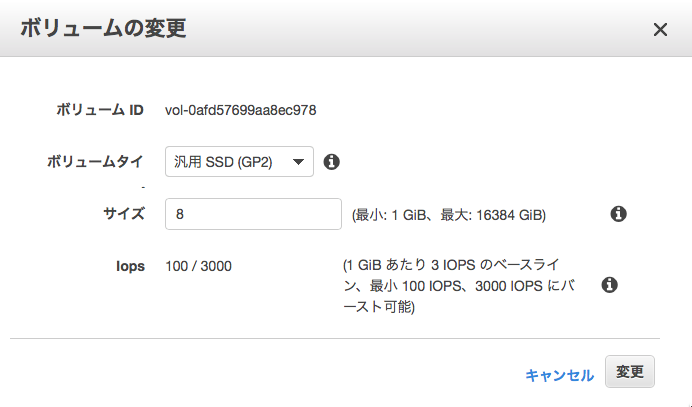 ボリュームの変更
ボリューム ID vol-0afd57699aa8ec978
ボリュームタイ 汎用 SSD (GP2)
-
サイズ 8 (最小: 1 GiB、最大: 16384 GiB)
Iops 100 / 3000 (1 GiB あたり 3 IOPS のベースライ
ン、最小 100 IOPS、3000 IOPS にバ
ースト可能)
キャンセル 変更